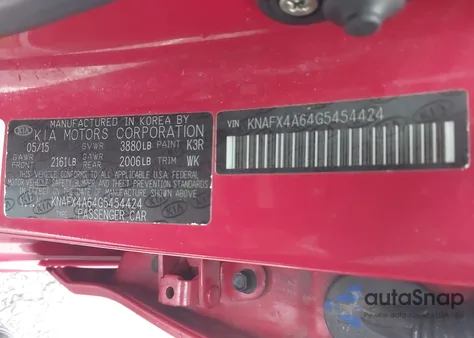 MANUFACTURED IN KOREA BY
KIA KIA MOTORS CORPORATION
05/15 GVWR 3880LB PAINT K3R
GAWR FRONT 2161LB GAWR REAR 2006LB TRIM WK
THIS VEHICLE CONFORMS TO ALL APPLICABLE U.S.A. FEDERAL
MOTOR VEHICLE SAFETY, BUMPER, AND THEFT PREVENTION
STANDARDS IN EFFECT ON THE DATE OF MANUFACTURE
SHOWN ABOVE.
KNAFX4A64G5454424
TYPE: PASSENGER CAR
VIN KNAFX4A64G5454424
autoSnap